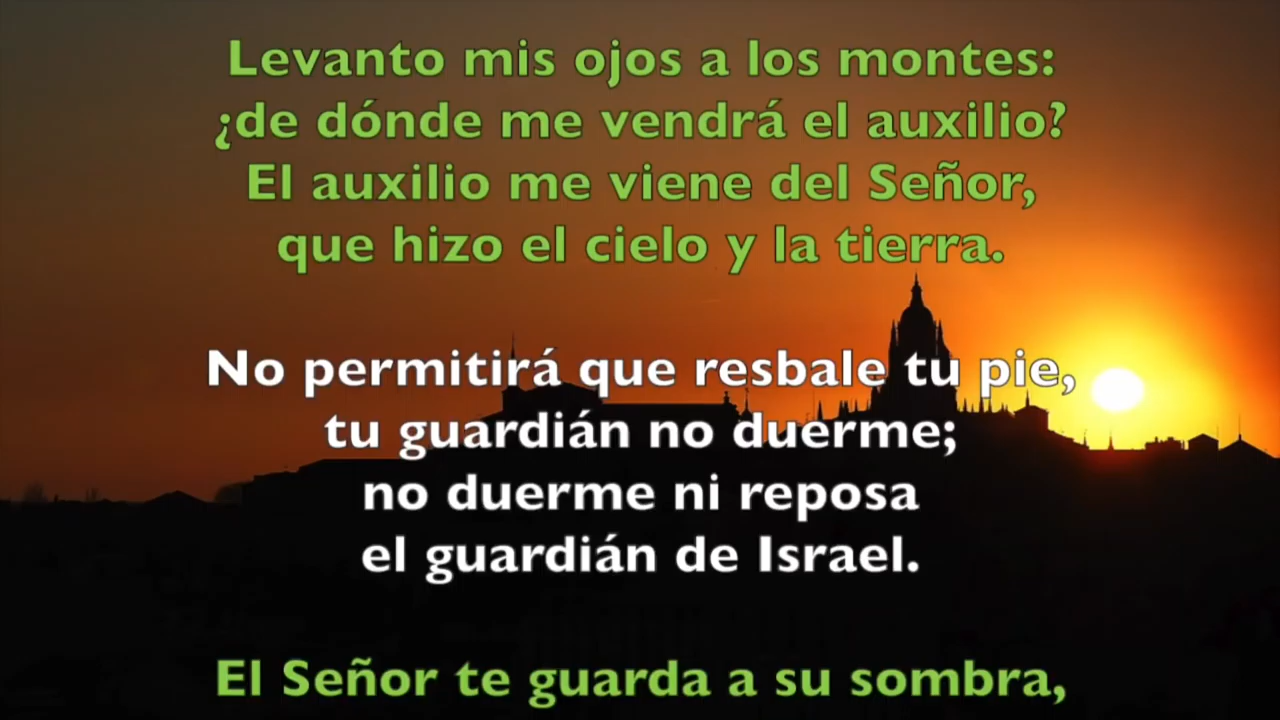 Levanto mis ojos a los montes:
¿de dónde me vendrá el auxilio?
El auxilio me viene del Señor,
que hizo el cielo y la tierra.
No permitirá que resbale tu pie,
tu guardián no duerme;
no duerme ni reposa
el guardián de Israel.
El Señor te guarda a su sombra,